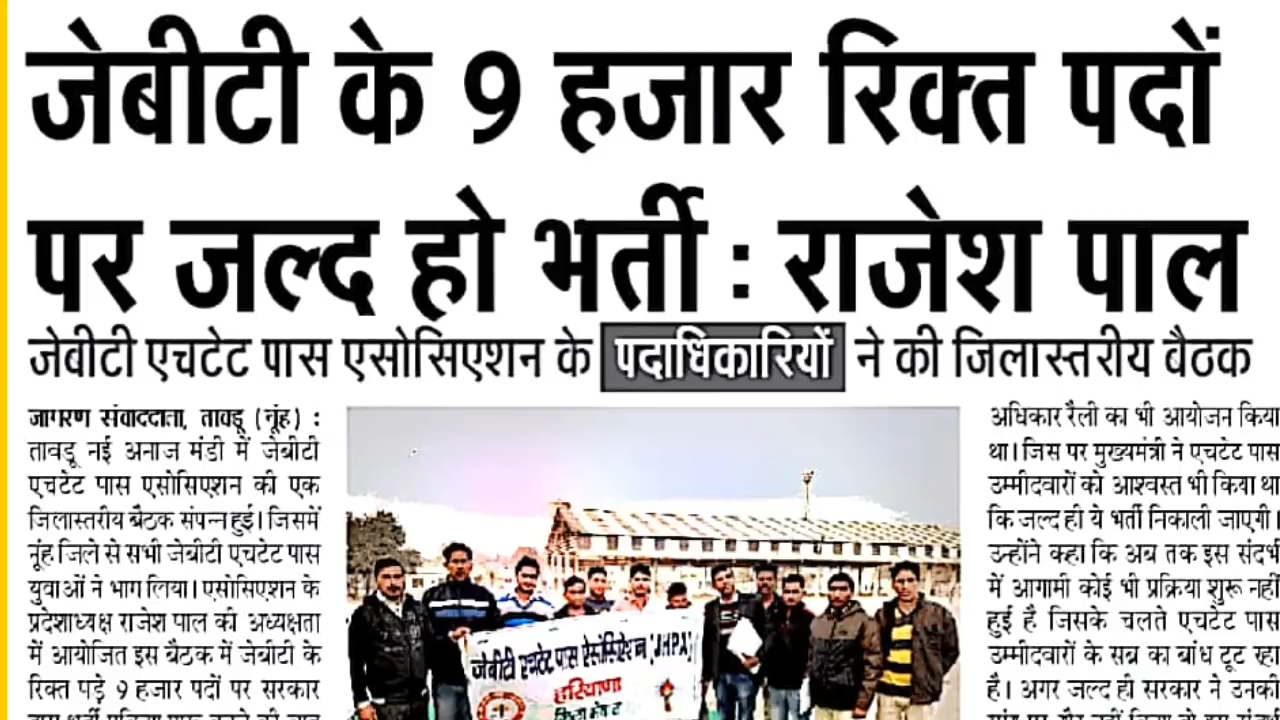 जेबीटी के 9 हजार रिक्त पदों
पर जल्द हो भर्ती : राजेश पाल
जेबीटी एचटेट पास एसोसिएशन के पदाधिकारियों ने की जिलास्तरीय बैठक
जागरण संवाददाता, तावडू (नूंह) :
तावडू नई अनाज मंडी में जेबीटी
एचटेट पास एसोसिएशन की एक
जिलास्तरीय बैठक संपन्न हुई। जिसमें
नूंह जिले से सभी जेबीटी एचटेट पास
युवाओं ने भाग लिया। एसोसिएशन के
प्रदेशाध्यक्ष राजेश पाल की अध्यक्षता
में आयोजित इस बैठक में जेबीटी के
रिक्त पड़े 9 हजार पदों पर सरकार
जेबीटी एचटेट पास ऐसोसिएशन (JHPA)
हरियाणा
अधिकार रैली का भी आयोजन किया
था। जिस पर मुख्यमंत्री ने एचटेट पास
उम्मीदवारों को आश्वस्त भी किया था
कि जल्द ही ये भर्ती निकाली जाएगी।
उन्होंने कहा कि अब तक इस संदर्भ
में आगामी कोई भी प्रक्रिया शुरू नहीं
हुई है जिसके चलते एचटेट पास
उम्मीदवारों के सब्र का बांध टूट रहा
है। अगर जल्द ही सरकार ने उनकी